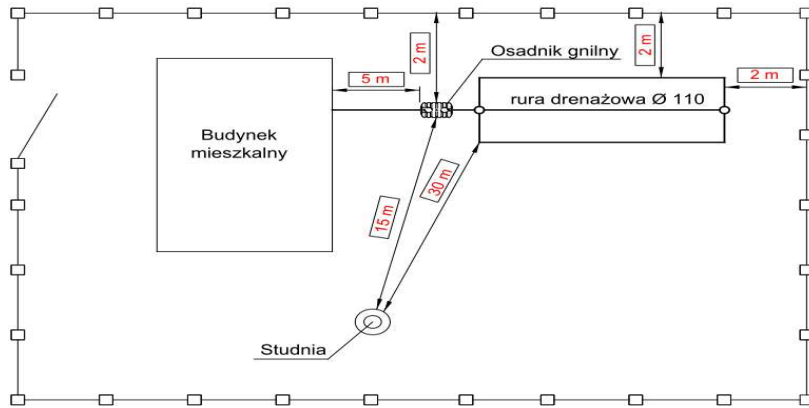 2 m
Osadnik gnilny
2 m
5 m
2 m
rura drenażowa Ø 110
Budynek
mieszkalny
30 m
15 m
Studnia